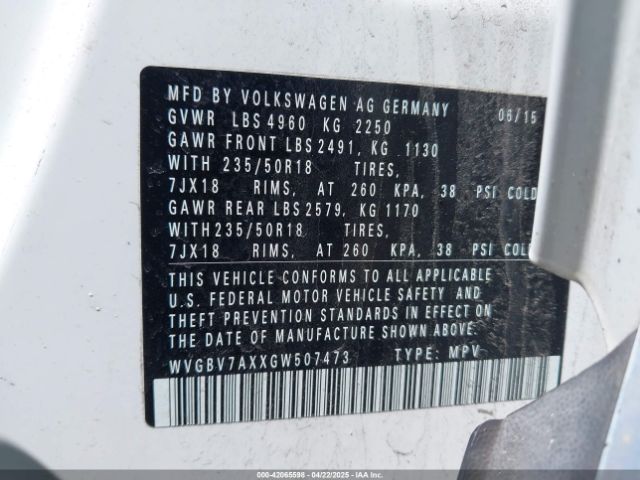 MFD BY VOLKSWAGEN AG GERMANY 06/15
GVWR LBS 4960 KG 2250
GAWR FRONT LBS 2491, KG 1130
WITH 235/50R18 TIRES,
7JX18 RIMS, AT 260 KPA, 38 PSI COLD
GAWR REAR LBS 2579, KG 1170
WITH 235/50R18 TIRES,
7JX18 RIMS, AT 260 KPA, 38 PSI COLD
THIS VEHICLE CONFORMS TO ALL APPLICABLE
U.S. FEDERAL MOTOR VEHICLE SAFETY AND
THEFT PREVENTION STANDARDS IN EFFECT ON
THE DATE OF MANUFACTURE SHOWN ABOVE.
WVGBV7AXXGW507473 TYPE: MPV
000-42065598 - 04/22/2025 - IAAI.COM